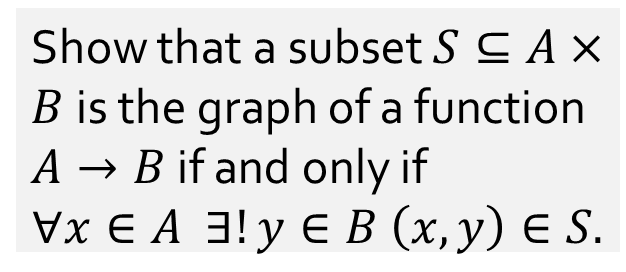 Show that a subset 𝑆 ⊆ 𝐴 ×
𝐵 is the graph of a function
𝐴 → 𝐵 if and only if
∀𝑥 ∈ 𝐴 ∃! 𝑦 ∈ 𝐵 (𝑥, 𝑦) ∈ 𝑆.